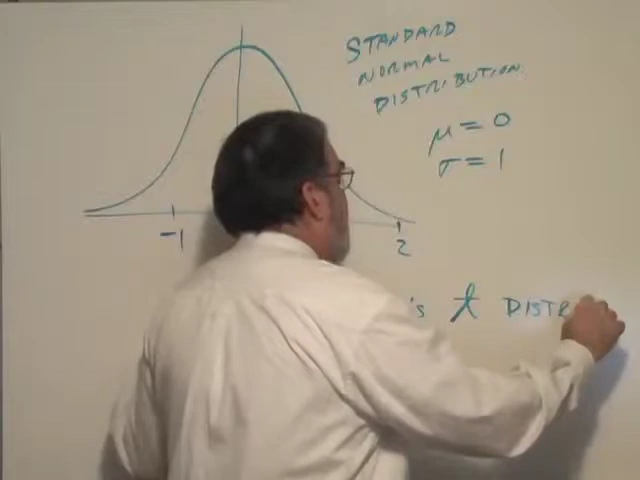 STANDARD
NORMAL
DISTRIBUTION
μ = 0
σ = 1
-1
2
's t DISTR